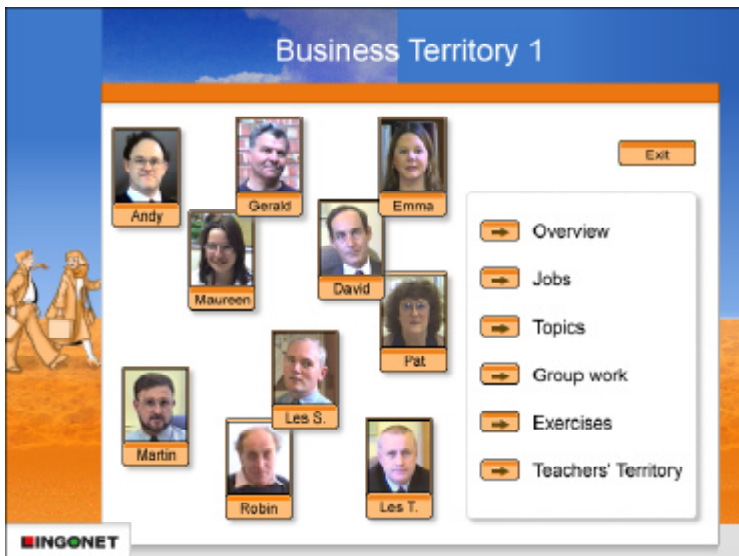 Business Territory 1
Exit
Andy
Gerald
Emma
Maureen
David
Pat
Les S.
Martin
Robin
Les T.
Overview
Jobs
Topics
Group work
Exercises
Teachers' Territory
LINGONET